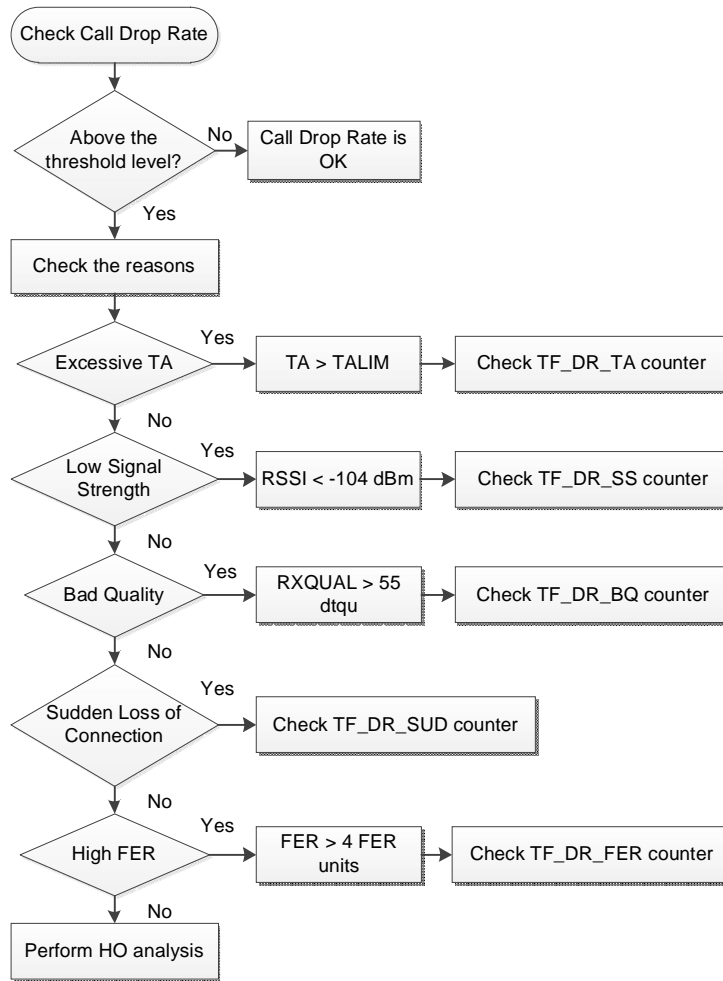 Check Call Drop Rate
Above the
threshold level?
No
Call Drop Rate is
OK
Yes
Check the reasons
Excessive TA
Yes
TA > TALIM
Check TF_DR_TA counter
No
Low Signal
Strength
Yes
RSSI < -104 dBm
Check TF_DR_SS counter
No
Bad Quality
Yes
RXQUAL > 55
dtqu
Check TF_DR_BQ counter
No
Sudden Loss of
Connection
Yes
Check TF_DR_SUD counter
No
High FER
Yes
FER > 4 FER
units
Check TF_DR_FER counter
No
Perform HO analysis